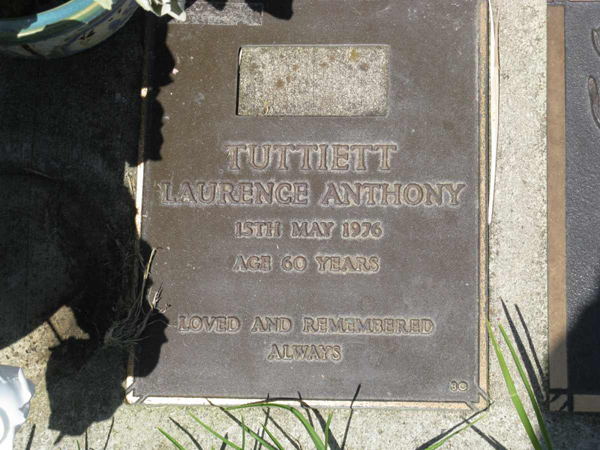 TUTTIETT
LAURENCE ANTHONY
15TH MAY 1976
AGE 60 YEARS
LOVED AND REMEMBERED
ALWAYS